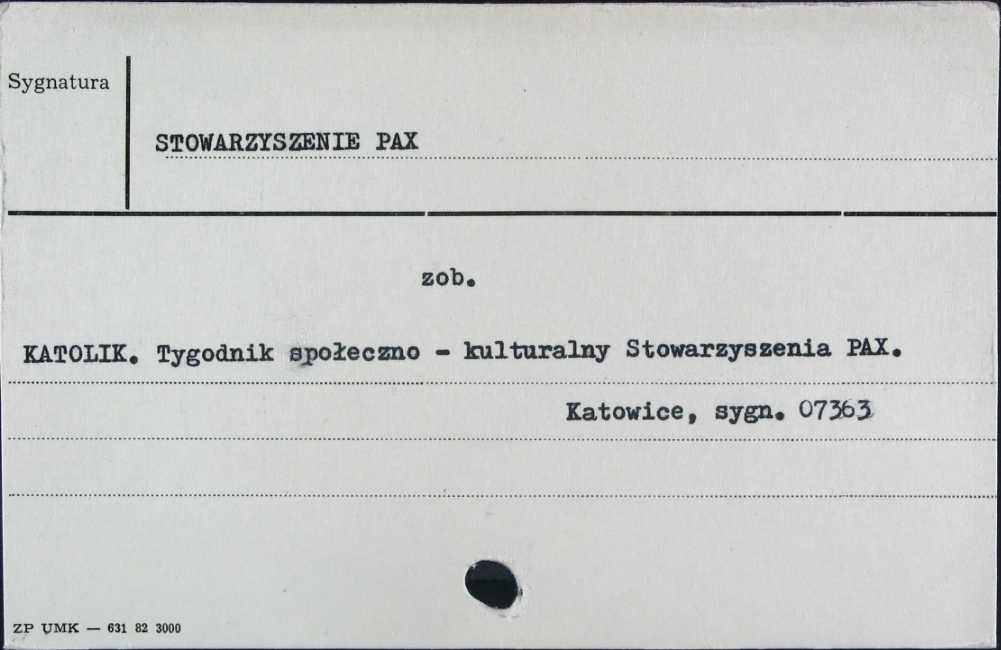 Sygnatura
STOWARZYSZENIE PAX
zob.
KATOLIK. Tygodnik społeczno - kulturalny Stowarzyszenia PAX.
Katowice, sygn. 07363
ZP UMK — 631 82 3000